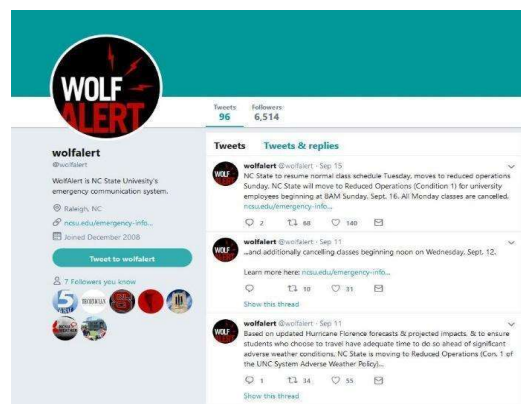 WOLF
ALERT
Tweets
96
Followers
6,514
wolfalert
@wolfalert
WolfAlert is NC State Univesity's
emergency communication system.
Raleigh, NC
ncsu.edu/emergency-info...
Joined December 2008
Tweet to wolfalert
7 Followers you know
Tweets Tweets & replies
wolfalert @wolfalert · Sep 15
NC State to resume normal class schedule Tuesday, moves to reduced operations
Sunday. NC State will move to Reduced Operations (Condition 1) for university
employees beginning at 8AM Sunday, Sept. 16. All Monday classes are cancelled.
ncsu.edu/emergency-info...
2 68 140
wolfalert @wolfalert · Sep 11
...and additionally cancelling classes beginning noon on Wednesday, Sept. 12.
Learn more here: ncsu.edu/emergency-info...
10 31
Show this thread
wolfalert @wolfalert · Sep 11
Based on updated Hurricane Florence forecasts & projected impacts, & to ensure
students who choose to travel have adequate time to do so ahead of significant
adverse weather conditions, NC State is moving to Reduced Operations (Con. 1 of
the UNC System Adverse Weather Policy)...
1 34 55
Show this thread